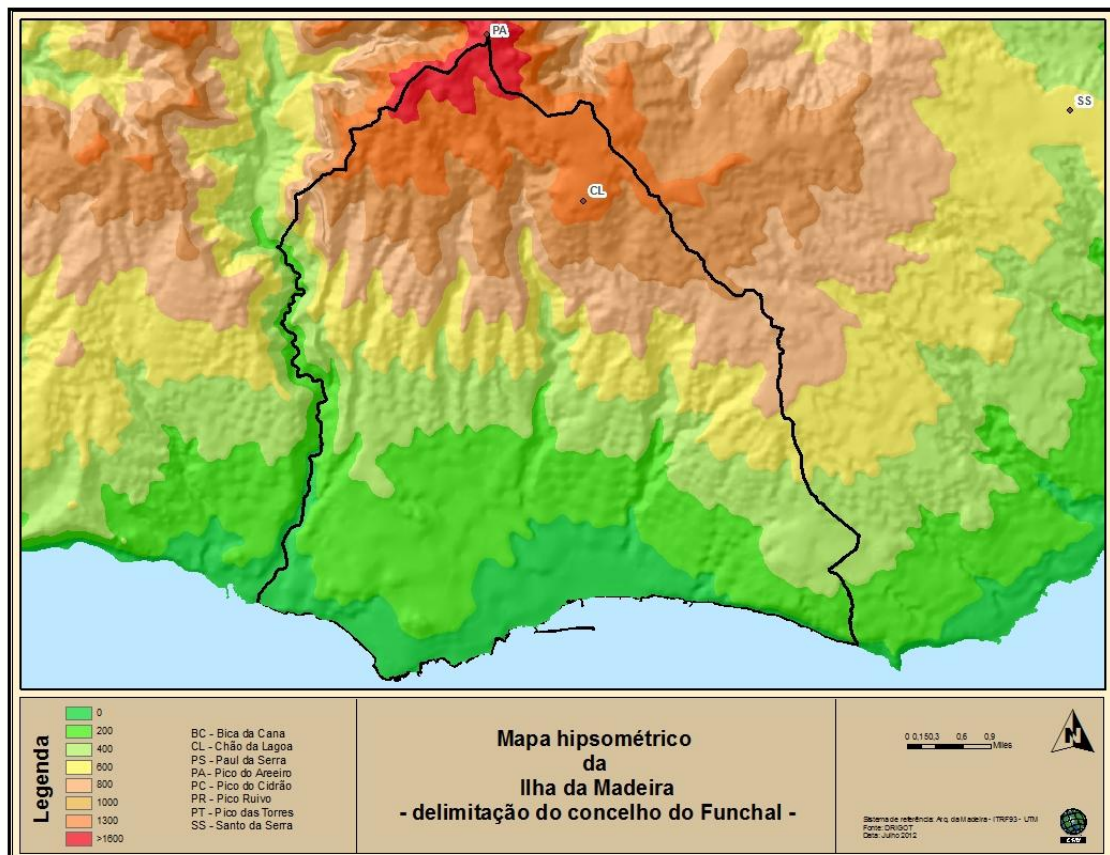 PA
SS
CL
Legenda
0
200
400
600
800
1000
1300
>1600
BC - Bica da Cana
CL - Chão da Lagoa
PS - Paul da Serra
PA - Pico do Areeiro
PC - Pico do Cidrão
PR - Pico Ruivo
PT - Pico das Torres
SS - Santo da Serra
Mapa hipsométrico
da
Ilha da Madeira
- delimitação do concelho do Funchal -
0 0,15 0,3 0,6 0,9
Miles
N
Sistema de referência: Arq. da Madeira - ITRF93 - UTM
Fonte: DRIGOT
Data: Julho 2012